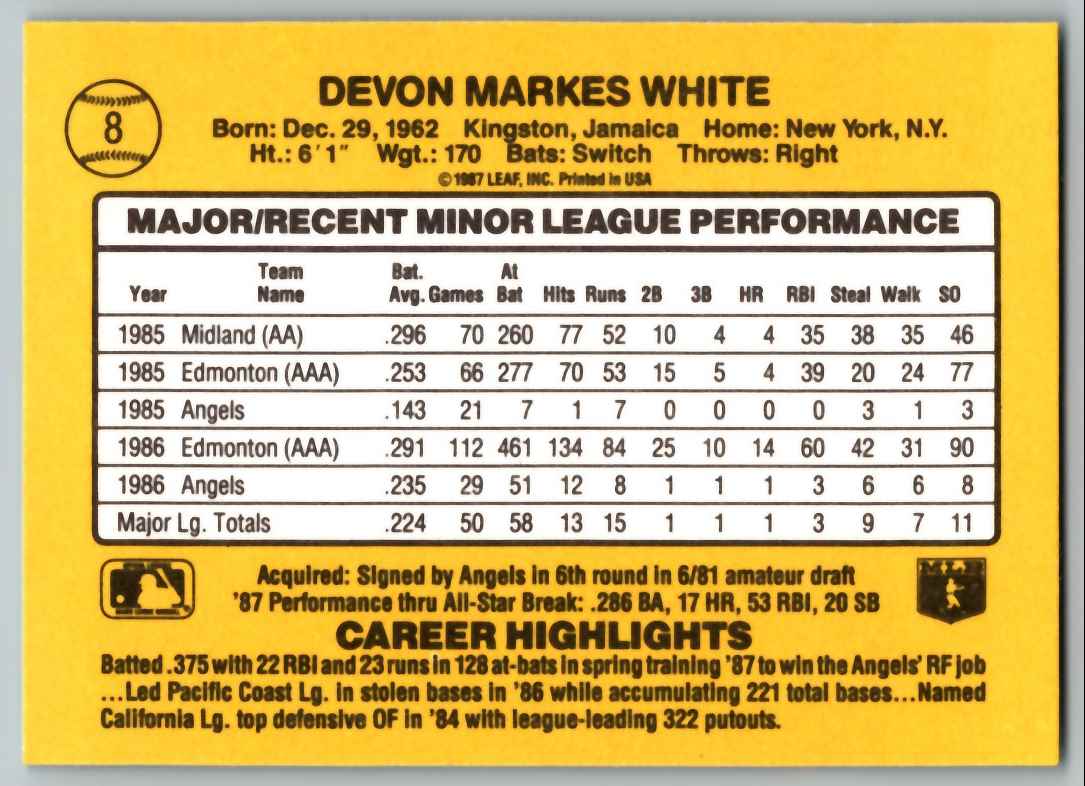 8
DEVON MARKES WHITE
Born: Dec. 29, 1962 Kingston, Jamaica Home: New York, N.Y.
Ht.: 6'1" Wgt.: 170 Bats: Switch Throws: Right
©1987 LEAF, INC. Printed in USA
MAJOR/RECENT MINOR LEAGUE PERFORMANCE
Team Bat. At
Year Name Avg. Games Bat Hits Runs 2B 3B HR RBI Steal Walk SO
1985 Midland (AA) .296 70 260 77 52 10 4 4 35 38 35 46
1985 Edmonton (AAA) .253 66 277 70 53 15 5 4 39 20 24 77
1985 Angels .143 21 7 1 7 0 0 0 0 3 1 3
1986 Edmonton (AAA) .291 112 461 134 84 25 10 14 60 42 31 90
1986 Angels .235 29 51 12 8 1 1 1 3 6 6 8
Major Lg. Totals .224 50 58 13 15 1 1 1 3 9 7 11
Acquired: Signed by Angels in 6th round in 6/81 amateur draft
'87 Performance thru All-Star Break: .286 BA, 17 HR, 53 RBI, 20 SB
MLB
CAREER HIGHLIGHTS
Batted .375 with 22 RBI and 23 runs in 128 at-bats in spring training '87 to win the Angels' RF job
...Led Pacific Coast Lg. in stolen bases in '86 while accumulating 221 total bases...Named
California Lg. top defensive OF in '84 with league-leading 322 putouts.